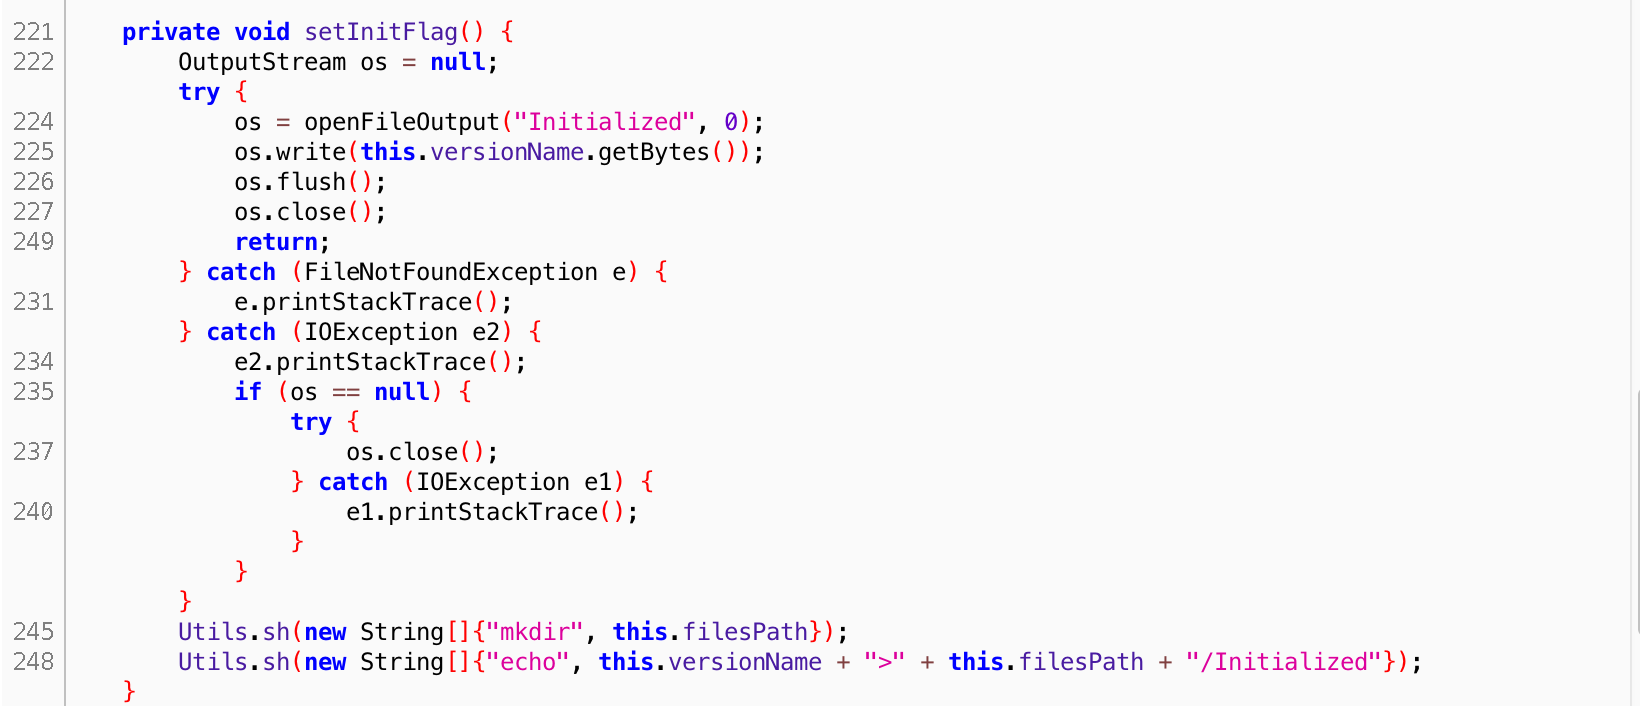 221 private void setInitFlag() {
222 OutputStream os = null;
try {
224 os = openFileOutput("Initialized", 0);
225 os.write(this.versionName.getBytes());
226 os.flush();
227 os.close();
249 return;
} catch (FileNotFoundException e) {
231 e.printStackTrace();
} catch (IOException e2) {
234 e2.printStackTrace();
235 if (os == null) {
try {
237 os.close();
} catch (IOException e1) {
240 e1.printStackTrace();
}
}
}
245 Utils.sh(new String[]{"mkdir", this.filesPath});
248 Utils.sh(new String[]{"echo", this.versionName + ">" + this.filesPath + "/Initialized"});
}